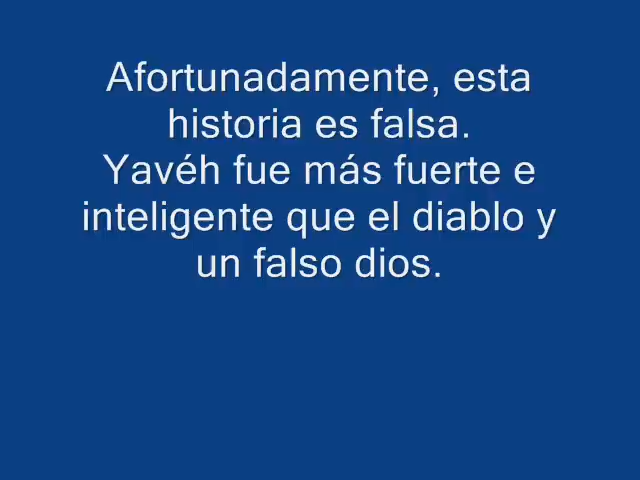 Afortunadamente, esta
historia es falsa.
Yavéh fue más fuerte e
inteligente que el diablo y
un falso dios.